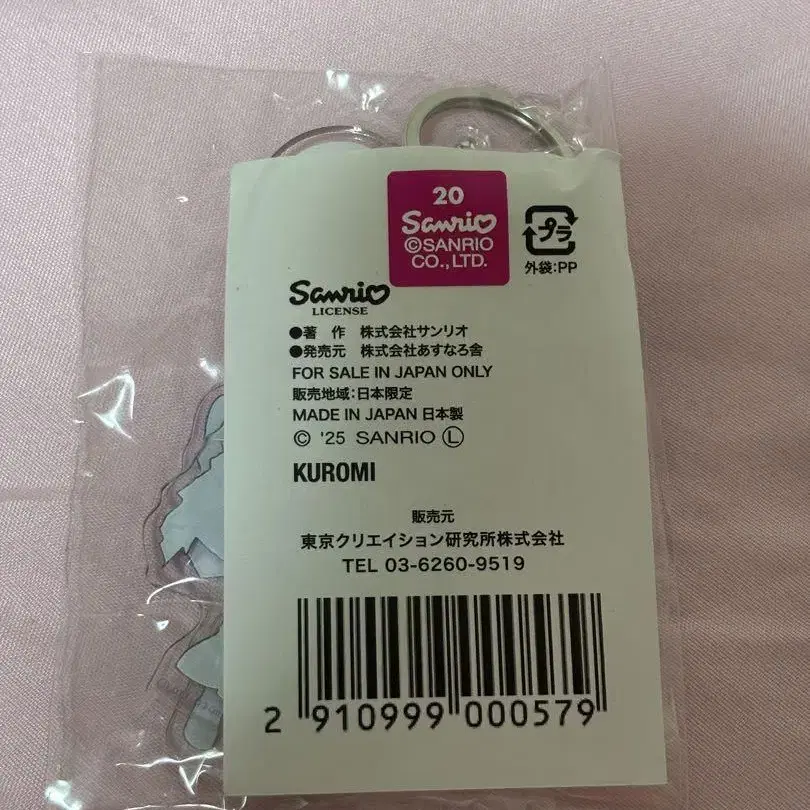 20
Sanrio
©SANRIO
CO., LTD.
プラ
外袋:PP
Sanrio
LICENSE
●著 作 株式会社サンリオ
●発売元 株式会社あすなろ舎
FOR SALE IN JAPAN ONLY
販売地域:日本限定
MADE IN JAPAN 日本製
© '25 SANRIO Ⓛ
KUROMI
販売元
東京クリエイション研究所株式会社
TEL 03-6260-9519
2 910999 000579